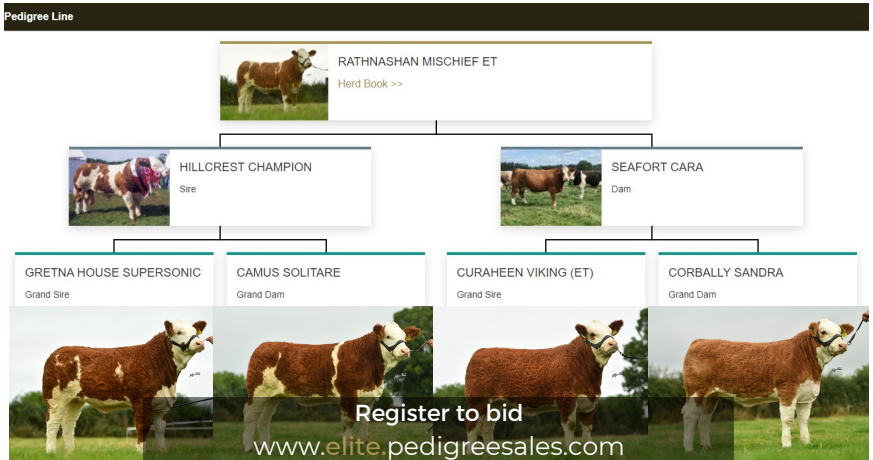 Pedigree Line
RATHNASHAN MISCHIEF ET
Herd Book >>
HILLCREST CHAMPION
Sire
SEAFORT CARA
Dam
GRETNA HOUSE SUPERSONIC
Grand Sire
CAMUS SOLITARE
Grand Dam
CURAHEEN VIKING (ET)
Grand Sire
CORBALLY SANDRA
Grand Dam
Register to bid
www.elite.pedigreesales.com